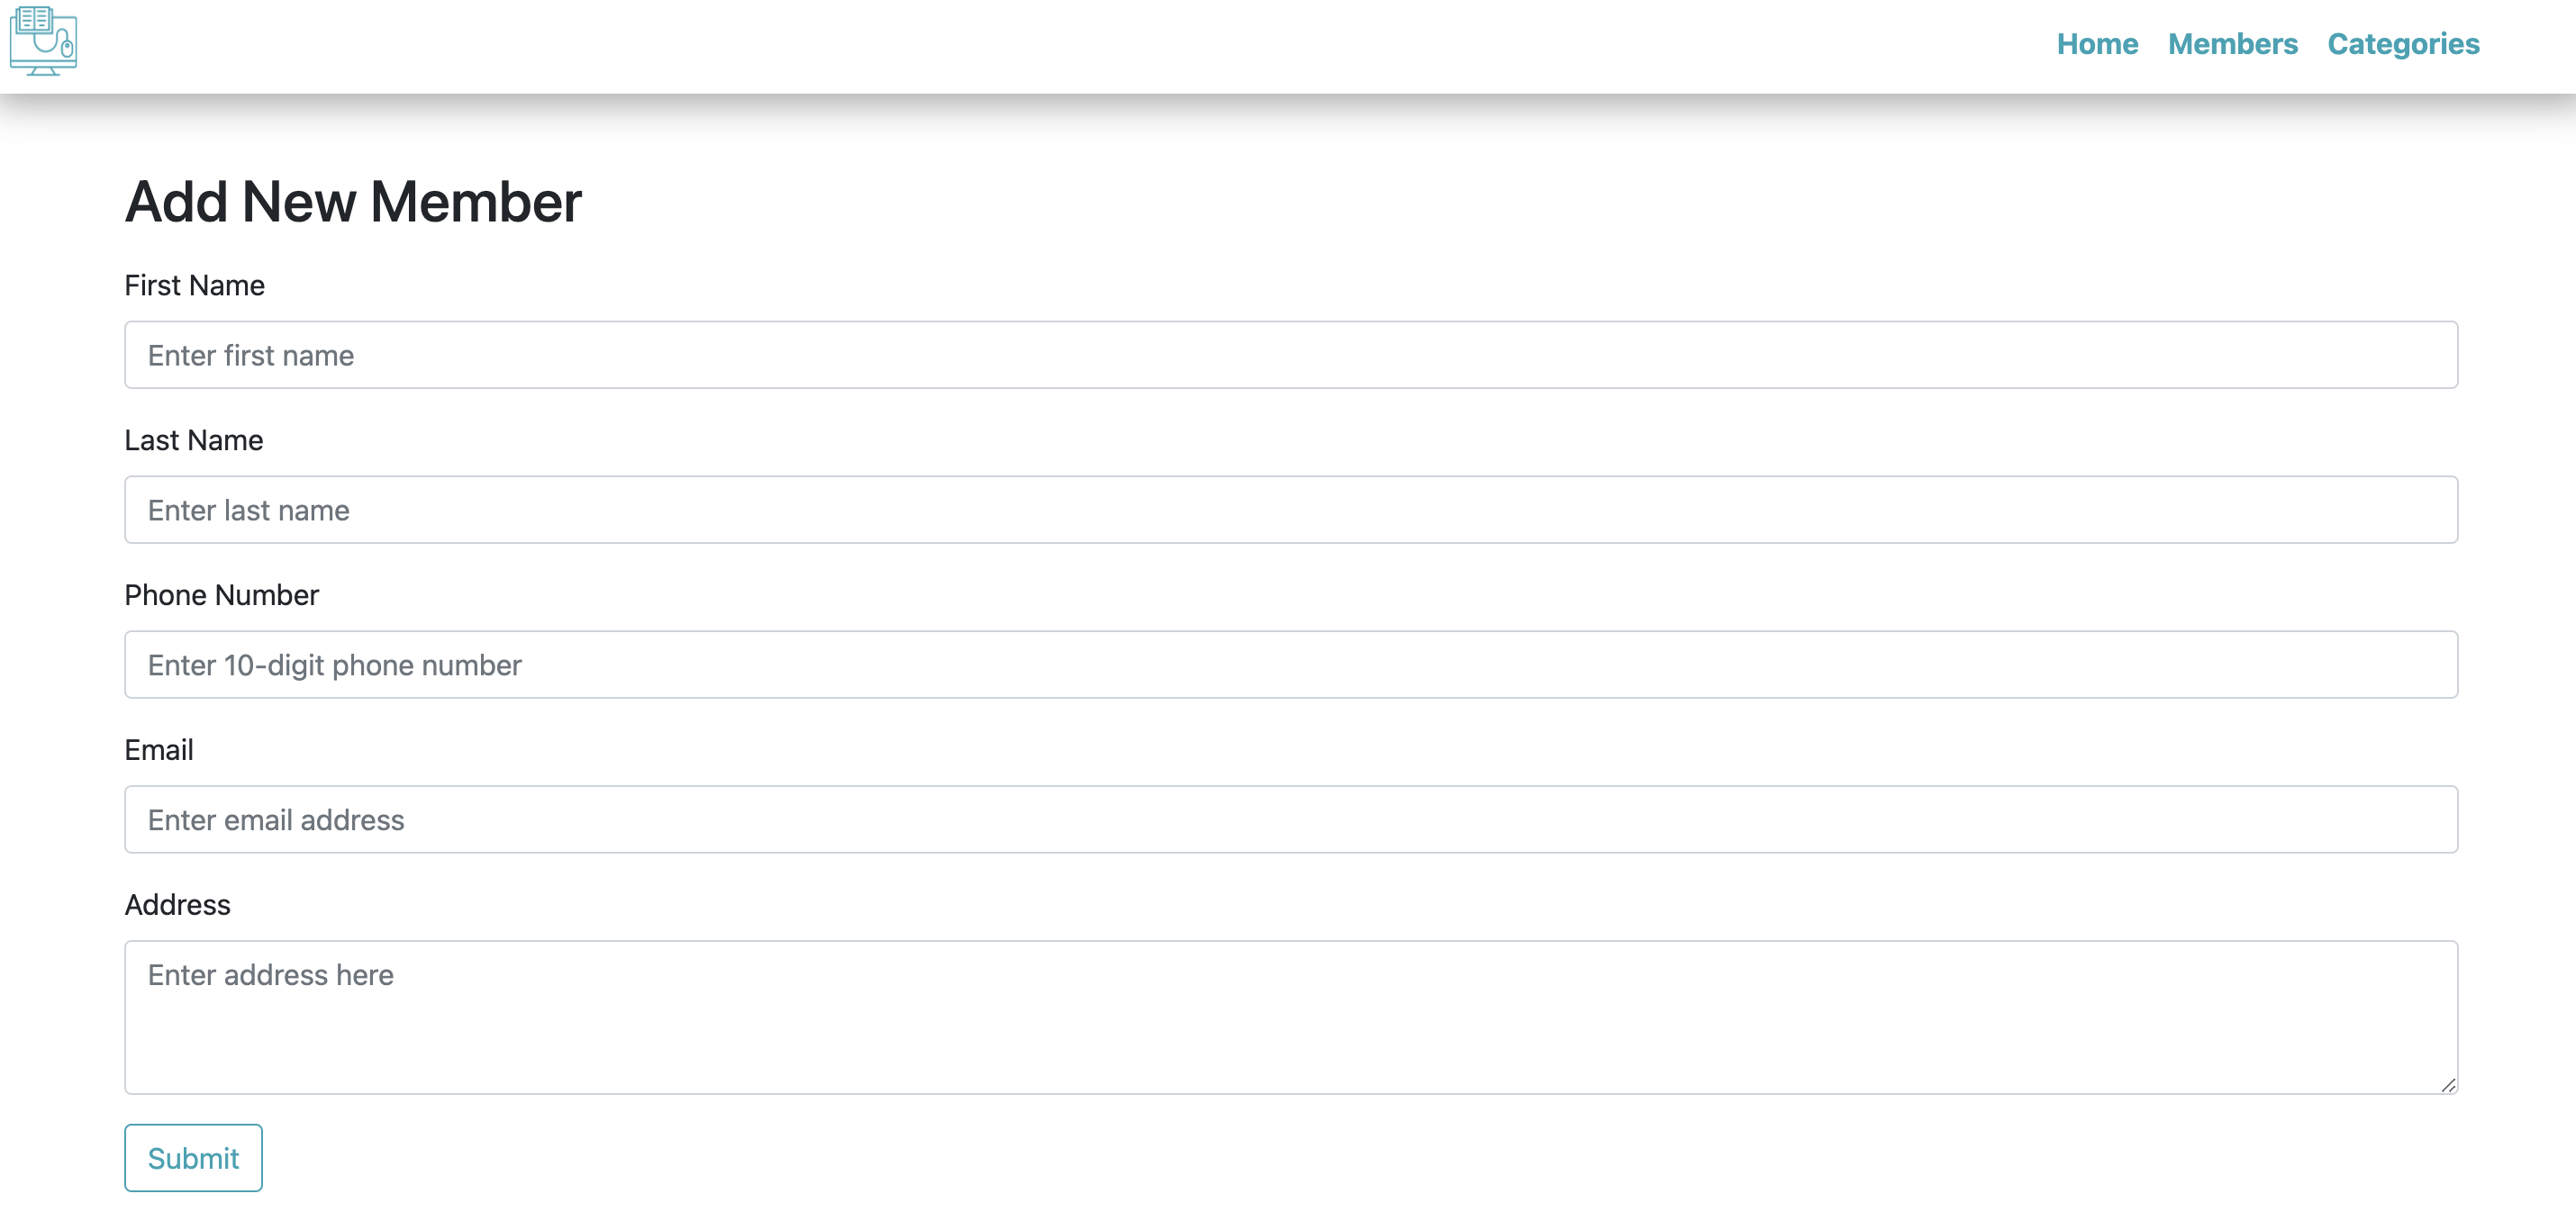 Home Members Categories
Add New Member
First Name
Enter first name
Last Name
Enter last name
Phone Number
Enter 10-digit phone number
Email
Enter email address
Address
Enter address here
Submit